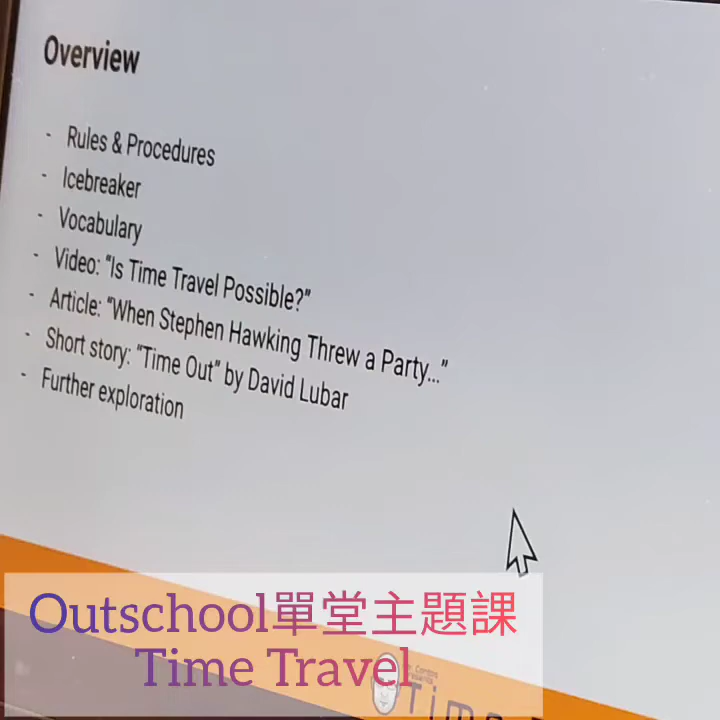 Overview
- Rules & Procedures
- Icebreaker
- Vocabulary
- Video: "Is Time Travel Possible?"
- Article: "When Stephen Hawking Threw a Party..."
- Short story: "Time Out" by David Lubar
- Further exploration
Outschool單堂主題課
Time Travel
Time